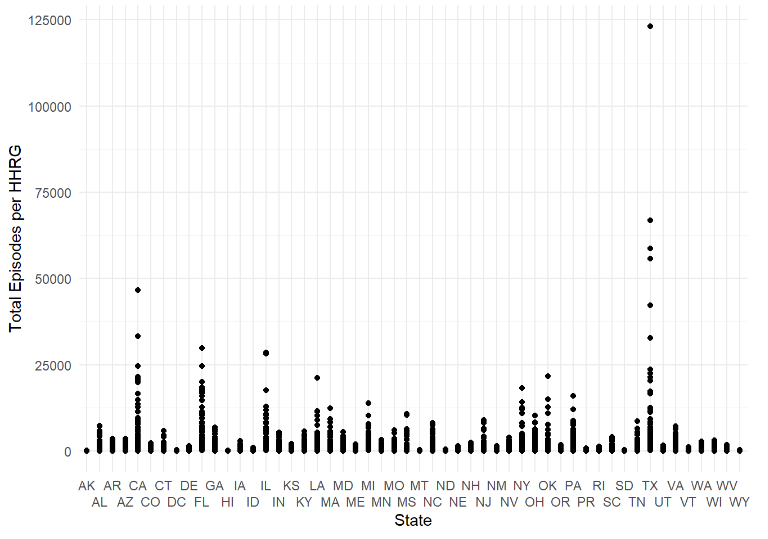 125000
100000
75000
50000
25000
0
Total Episodes per HHRG
AK AR CA CT DE GA IA IL KS LA MD MI MO MT ND NH NM NY OK PA RI SD TX VA WA WV
AL AZ CO DC FL HI ID IN KY MA ME MN MS NC NE NJ NV OH OR PR SC TN UT VT WI WY
State